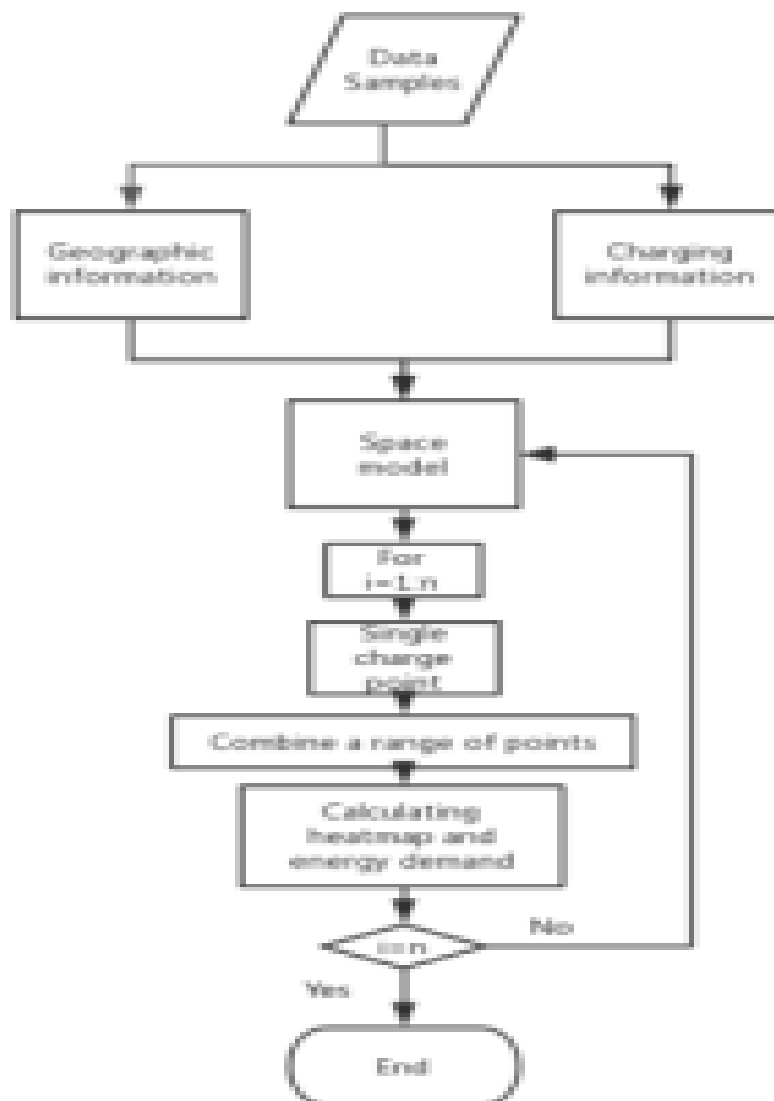 Data
Samples
Geographic
information
Charging
information
Space
model
For
i=1:n
Single
charge
point
Combine a range of points
Calculating
heatmap and
energy demand
i=n
No
Yes
End